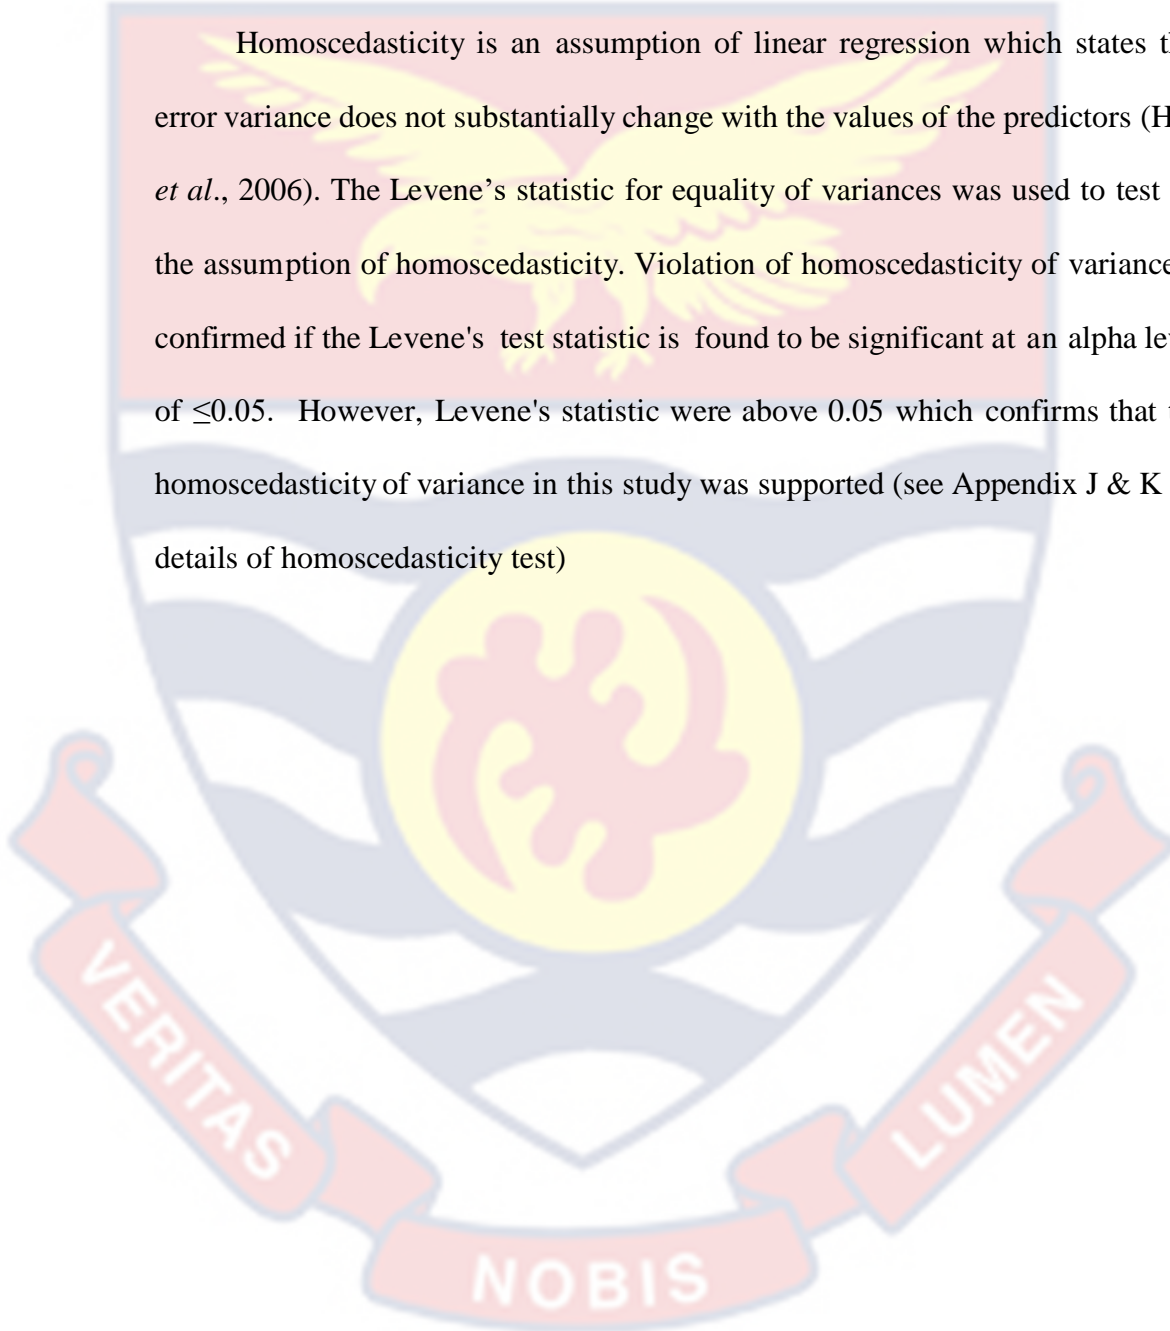 Homoscedasticity is an assumption of linear regression which states
error variance does not substantially change with the values of the predictors
et al., 2006). The Levene’s statistic for equality of variances was used to test
the assumption of homoscedasticity. Violation of homoscedasticity of variance
confirmed if the Levene's test statistic is found to be significant at an alpha
of ≤0.05. However, Levene's statistic were above 0.05 which confirms that
homoscedasticity of variance in this study was supported (see Appendix J & K
details of homoscedasticity test)
VERITAS
NOBIS
LUMEN